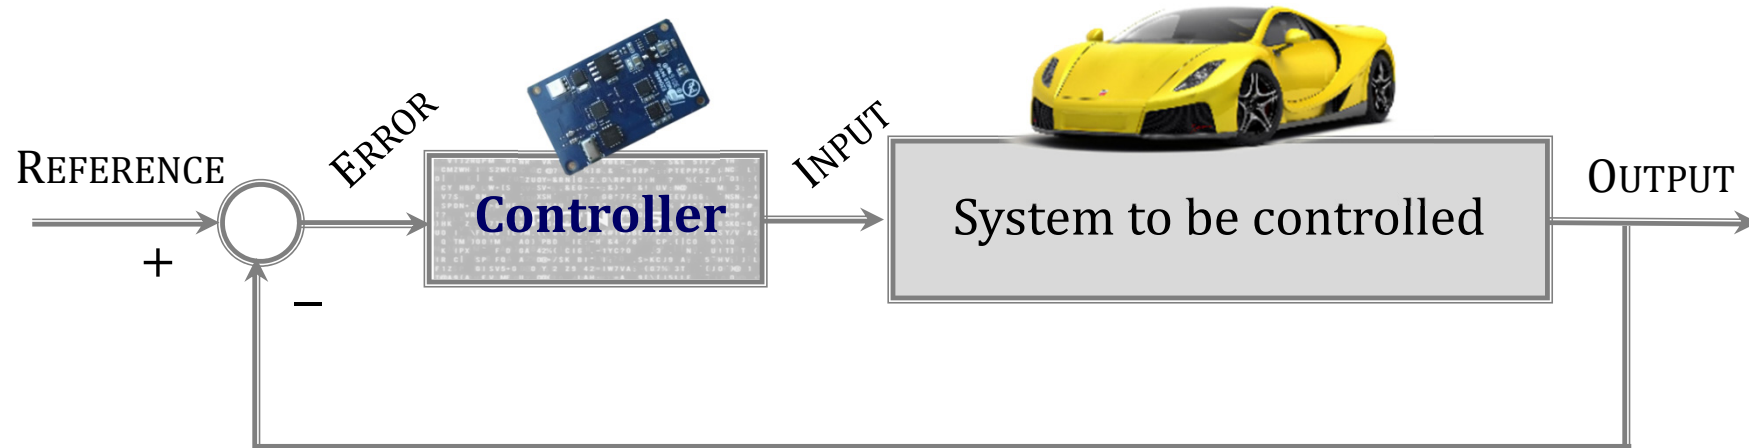 REFERENCE
+
−
ERROR
Controller
INPUT
System to be controlled
OUTPUT